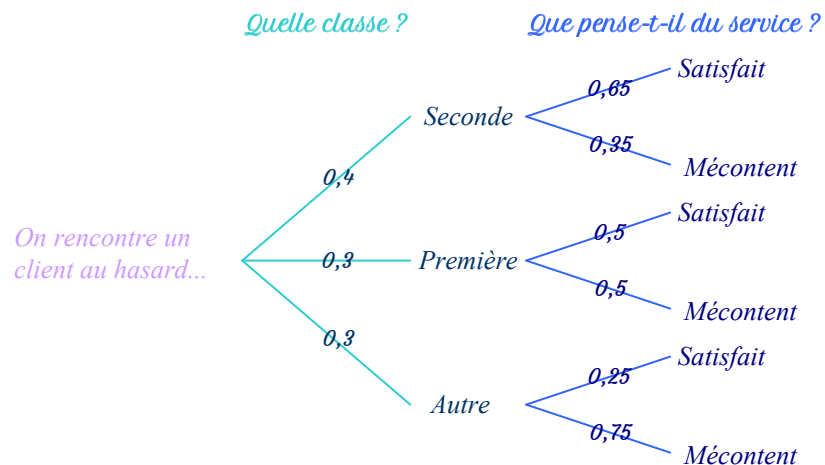 Quelle classe ?
Que pense-t-il du service ?
Satisfait
0,65
Seconde
0,35
Mécontent
0,4
Satisfait
0,5
On rencontre un
client au hasard...
0,3
Première
0,5
Mécontent
0,3
Satisfait
0,25
Autre
0,75
Mécontent